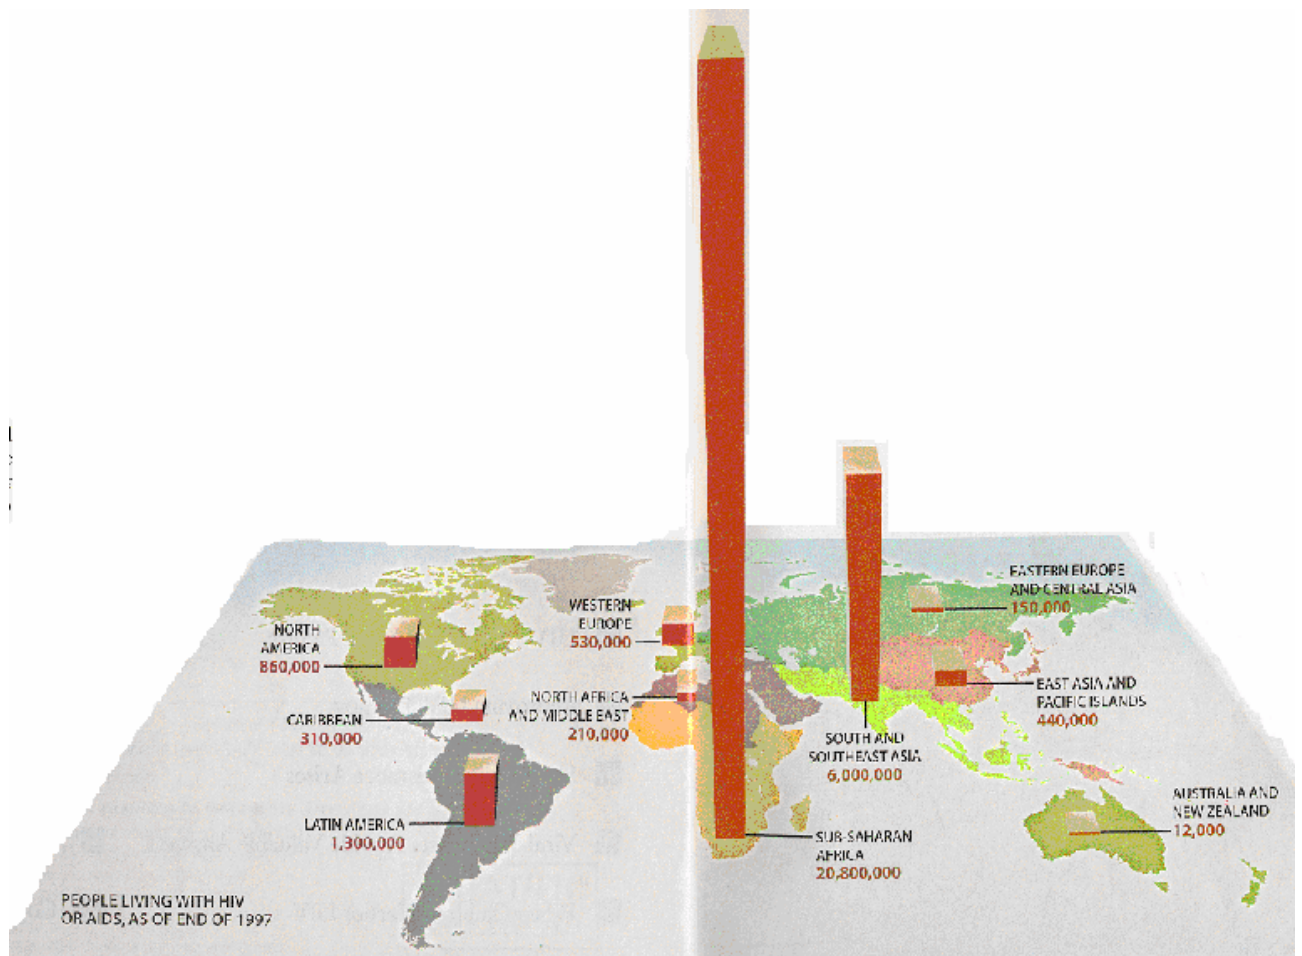 EASTERN EUROPE
AND CENTRAL ASIA
150,000
WESTERN
EUROPE
530,000
NORTH
AMERICA
860,000
EAST ASIA AND
PACIFIC ISLANDS
440,000
NORTH AFRICA
AND MIDDLE EAST
210,000
CARIBBEAN
310,000
SOUTH AND
SOUTHEAST ASIA
6,000,000
AUSTRALIA AND
NEW ZEALAND
12,000
LATIN AMERICA
1,300,000
SUB-SAHARAN
AFRICA
20,800,000
PEOPLE LIVING WITH HIV
OR AIDS, AS OF END OF 1997